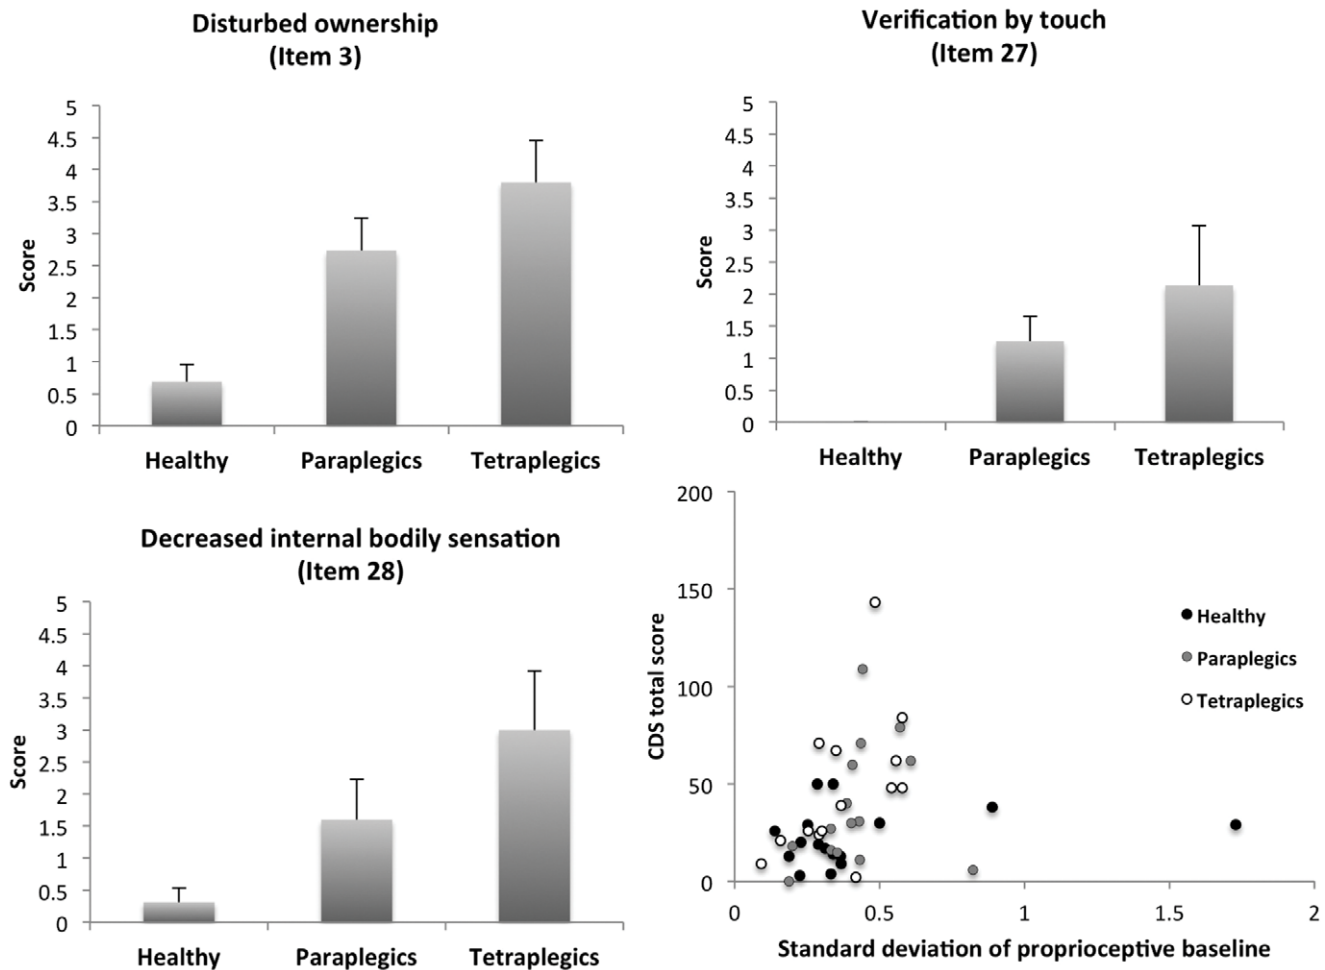 Disturbed ownership
(Item 3)
5
4.5
4
3.5
3
2.5
2
1.5
1
0.5
0
Score
Healthy Paraplegics Tetraplegics
Verification by touch
(Item 27)
5
4.5
4
3.5
3
2.5
2
1.5
1
0.5
0
Score
Healthy Paraplegics Tetraplegics
Decreased internal bodily sensation
(Item 28)
5
4.5
4
3.5
3
2.5
2
1.5
1
0.5
0
Score
Healthy Paraplegics Tetraplegics
200
150
100
50
0
CDS total score
Healthy
Paraplegics
Tetraplegics
0 0.5 1 1.5 2
Standard deviation of proprioceptive baseline